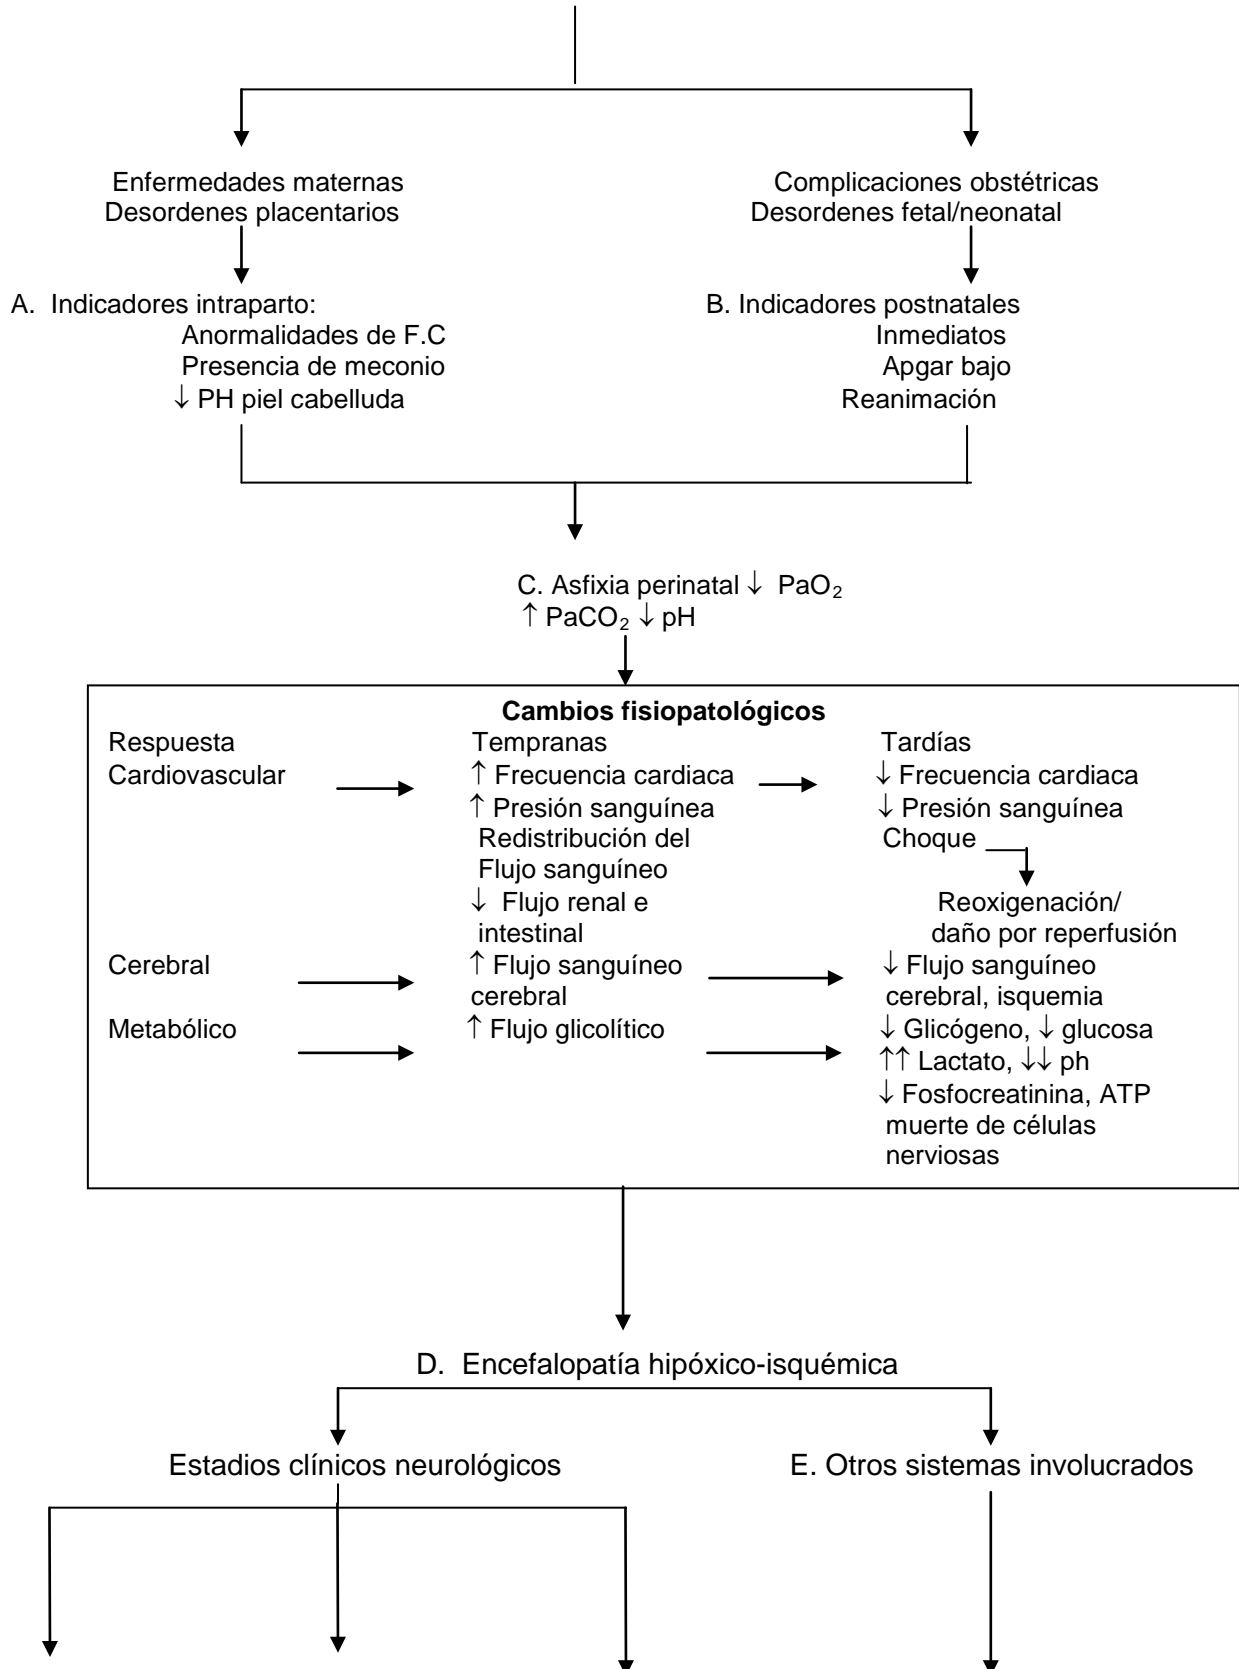 Enfermedades maternas
Desordenes placentarios
Complicaciones obstétricas
Desordenes fetal/neonatal
A. Indicadores intraparto:
Anormalidades de F.C
Presencia de meconio
↓ PH piel cabelluda
B. Indicadores postnatales
Inmediatos
Apgar bajo
Reanimación
C. Asfixia perinatal ↓ PaO₂
↑ PaCO₂ ↓ pH
Cambios fisiopatológicos
Respuesta Tempranas Tardías
Cardiovascular ↑ Frecuencia cardiaca ↓ Frecuencia cardiaca
↑ Presión sanguínea ↓ Presión sanguínea
Redistribución del Choque
Flujo sanguíneo
↓ Flujo renal e Reoxigenación/
intestinal daño por reperfusión
Cerebral ↑ Flujo sanguíneo ↓ Flujo sanguíneo
cerebral cerebral, isquemia
Metabólico ↑ Flujo glicolítico ↓ Glicógeno, ↓ glucosa
↑↑ Lactato, ↓↓ ph
↓ Fosfocreatinina, ATP
muerte de células
nerviosas
D. Encefalopatía hipóxico-isquémica
Estadios clínicos neurológicos
E. Otros sistemas involucrados